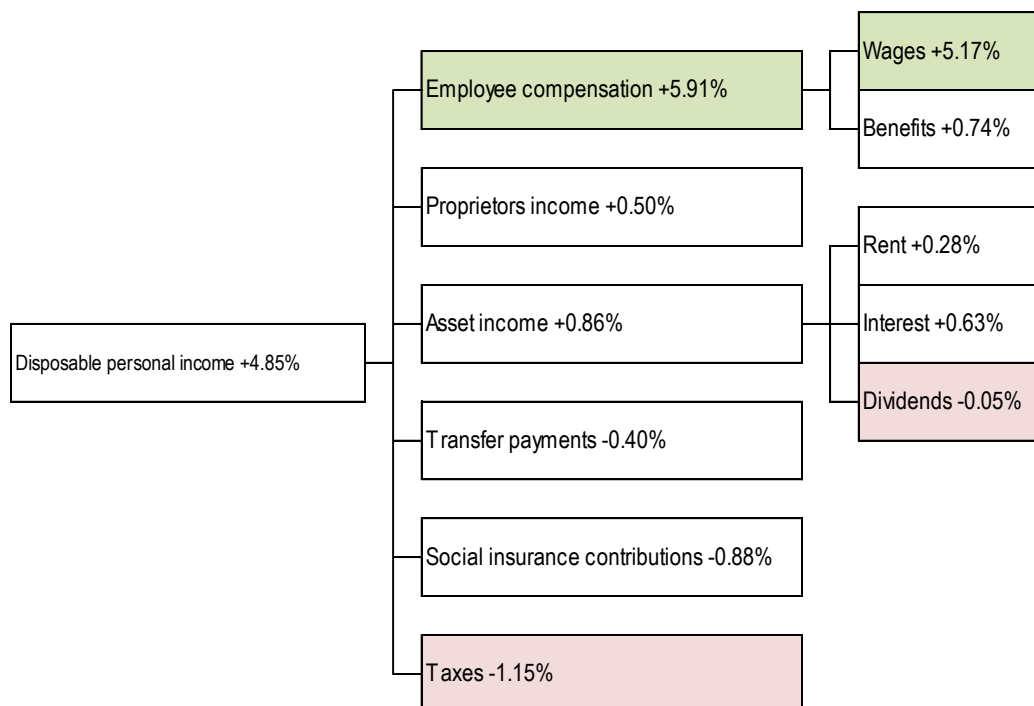 Disposable personal income +4.85%
Employee compensation +5.91%
Wages +5.17%
Benefits +0.74%
Proprietors income +0.50%
Asset income +0.86%
Rent +0.28%
Interest +0.63%
Dividends -0.05%
Transfer payments -0.40%
Social insurance contributions -0.88%
Taxes -1.15%